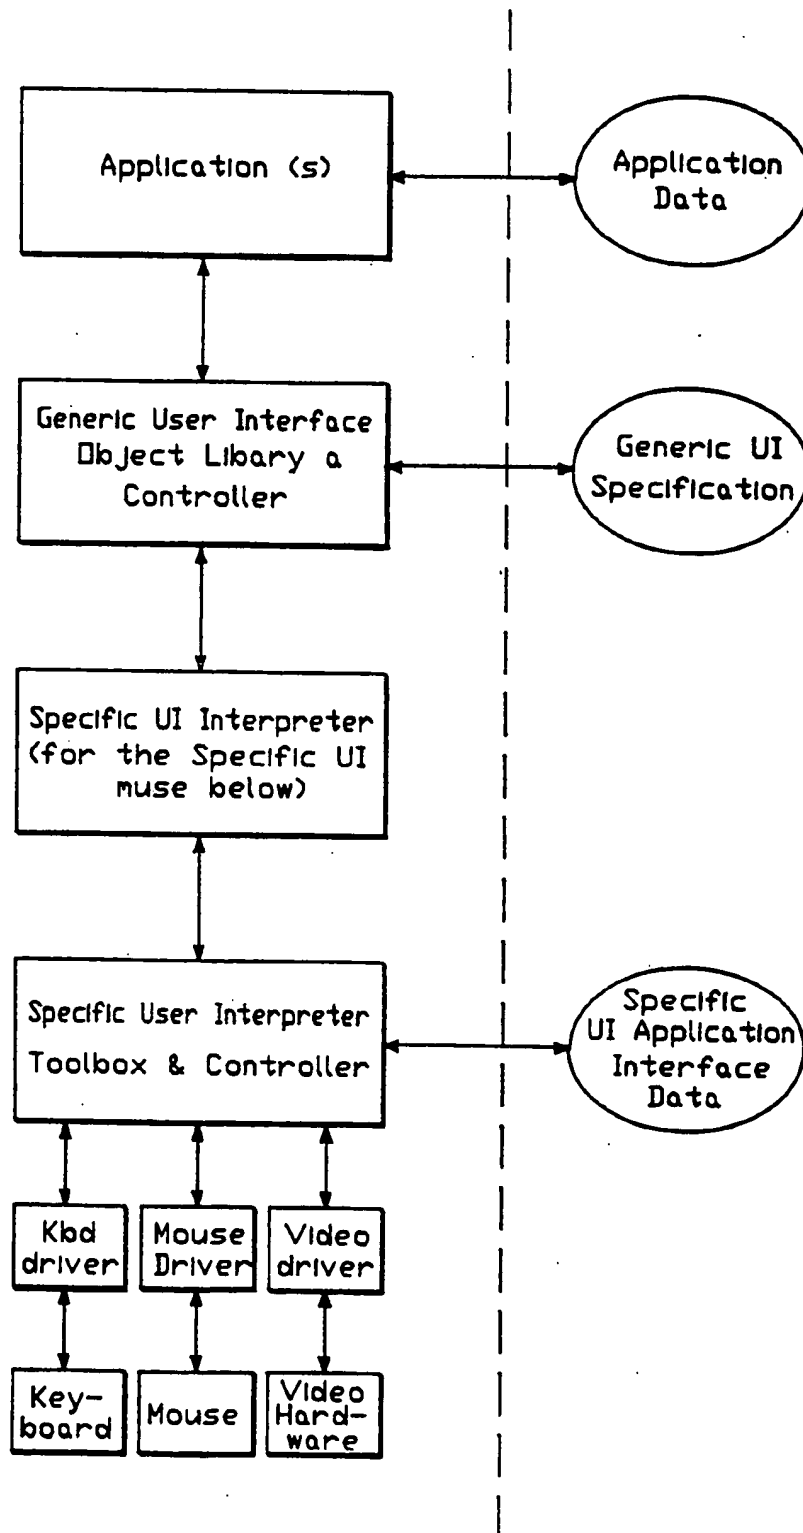 Application (s)
Application
Data
Generic User Interface
Object Libary a
Controller
Generic UI
Specification
Specific UI Interpreter
(for the Specific UI
muse below)
Specific User Interpreter
Toolbox & Controller
Specific
UI Application
Interface
Data
Kbd
driver
Mouse
Driver
Video
driver
Key-
board
Mouse
Video
Hard-
ware